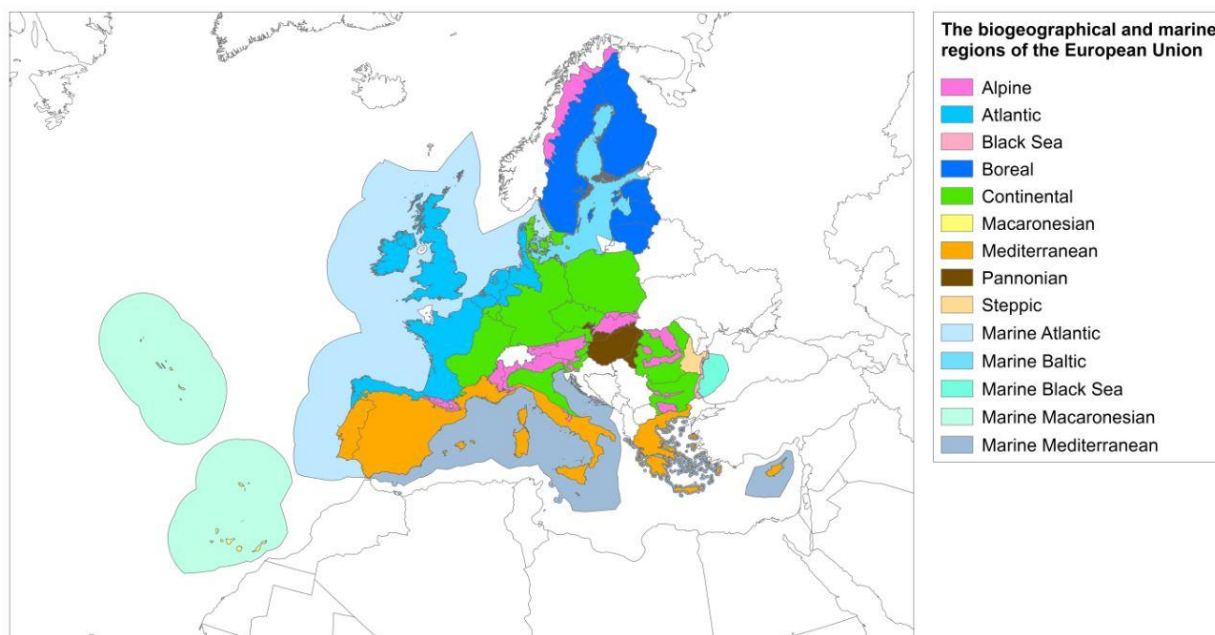 The biogeographical and marine
regions of the European Union
Alpine
Atlantic
Black Sea
Boreal
Continental
Macaronesian
Mediterranean
Pannonian
Steppic
Marine Atlantic
Marine Baltic
Marine Black Sea
Marine Macaronesian
Marine Mediterranean